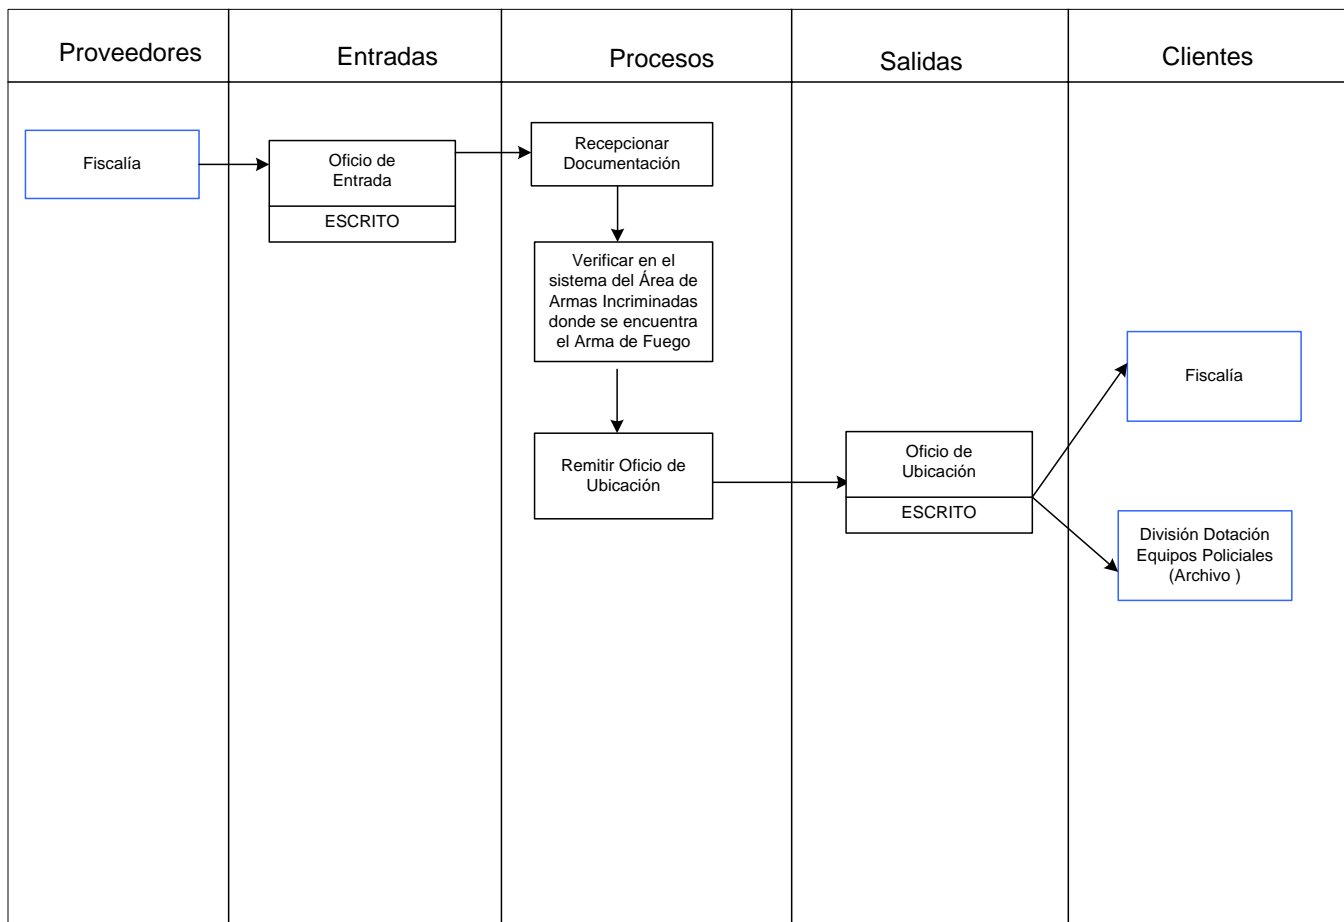 Proveedores
Entradas
Procesos
Salidas
Clientes
Fiscalía
Oficio de
Entrada
ESCRITO
Recepcionar
Documentación
Verificar en el
sistema del Área de
Armas Incriminadas
donde se encuentra
el Arma de Fuego
Remitir Oficio de
Ubicación
Oficio de
Ubicación
ESCRITO
Fiscalía
División Dotación
Equipos Policiales
(Archivo )